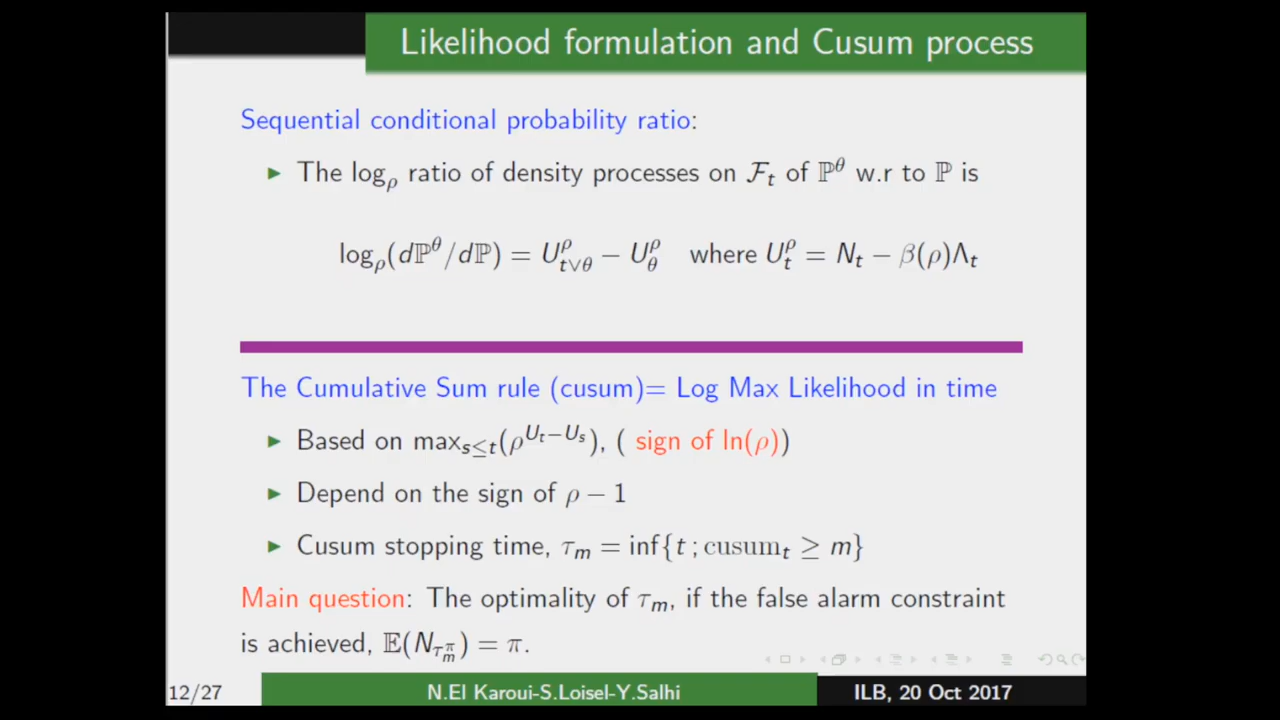 Likelihood formulation and Cusum process
Sequential conditional probability ratio:
▶ The log_ρ ratio of density processes on ℱ_t of ℙ^θ w.r to ℙ is
log_ρ(dℙ^θ/dℙ) = U^ρ_{t∨θ} − U^ρ_θ where U^ρ_t = N_t − β(ρ)Λ_t
The Cumulative Sum rule (cusum)= Log Max Likelihood in time
▶ Based on max_{s≤t}(ρ^{U_t−U_s}), ( sign of ln(ρ))
▶ Depend on the sign of ρ − 1
▶ Cusum stopping time, τ_m = inf{t ; cusum_t ≥ m}
Main question: The optimality of τ_m, if the false alarm constraint
is achieved, 𝔼(N_{τ^π_m}) = π.
12/27 N.El Karoui-S.Loisel-Y.Salhi ILB, 20 Oct 2017